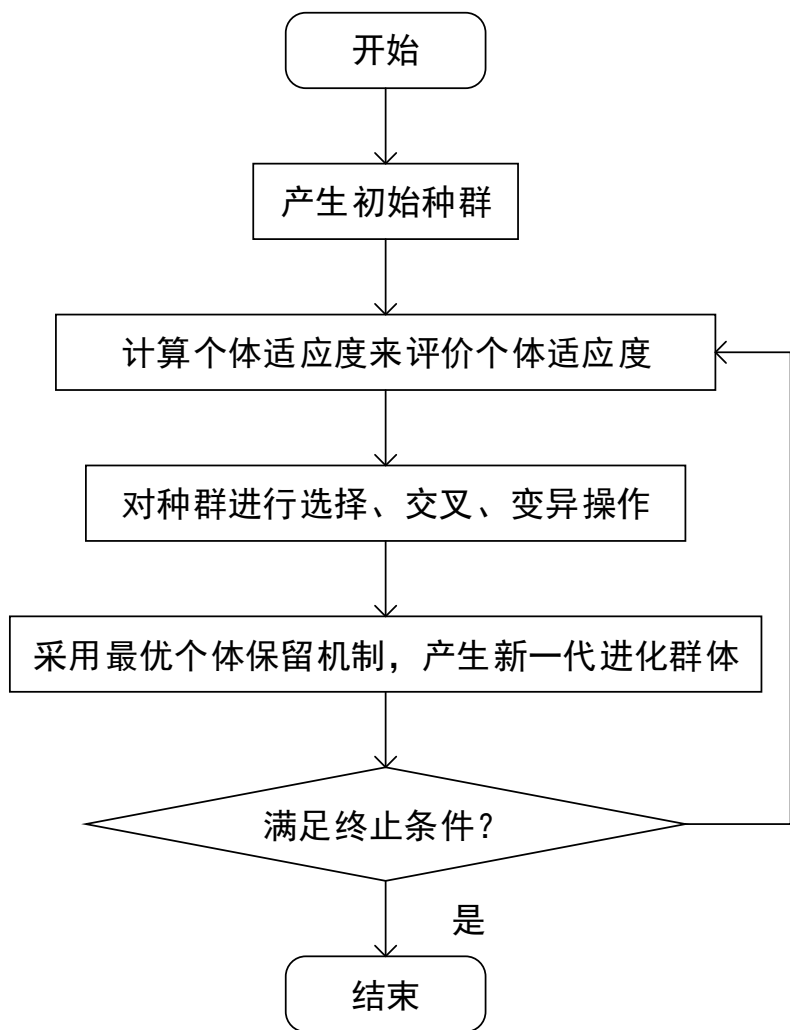 开始
产生初始种群
计算个体适应度来评价个体适应度
对种群进行选择、交叉、变异操作
采用最优个体保留机制，产生新一代进化群体
满足终止条件？
是
结束